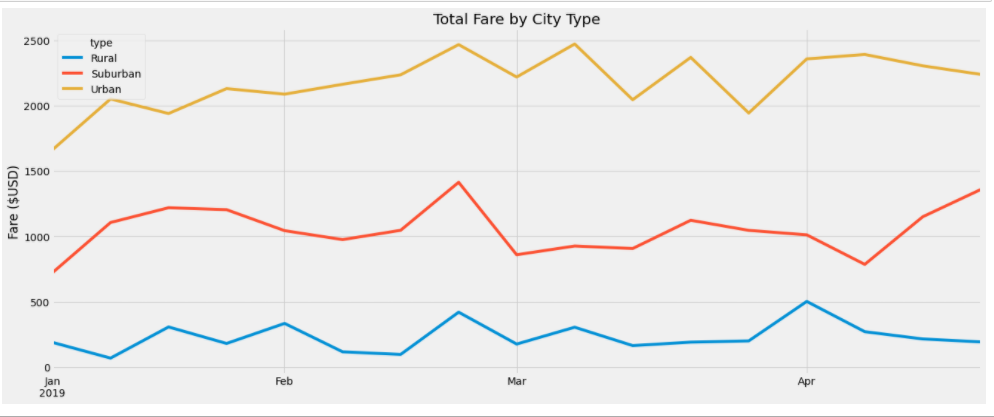 Total Fare by City Type
type
Rural
Suburban
Urban
Fare ($USD)
2500
2000
1500
1000
500
0
Jan
2019
Feb
Mar
Apr